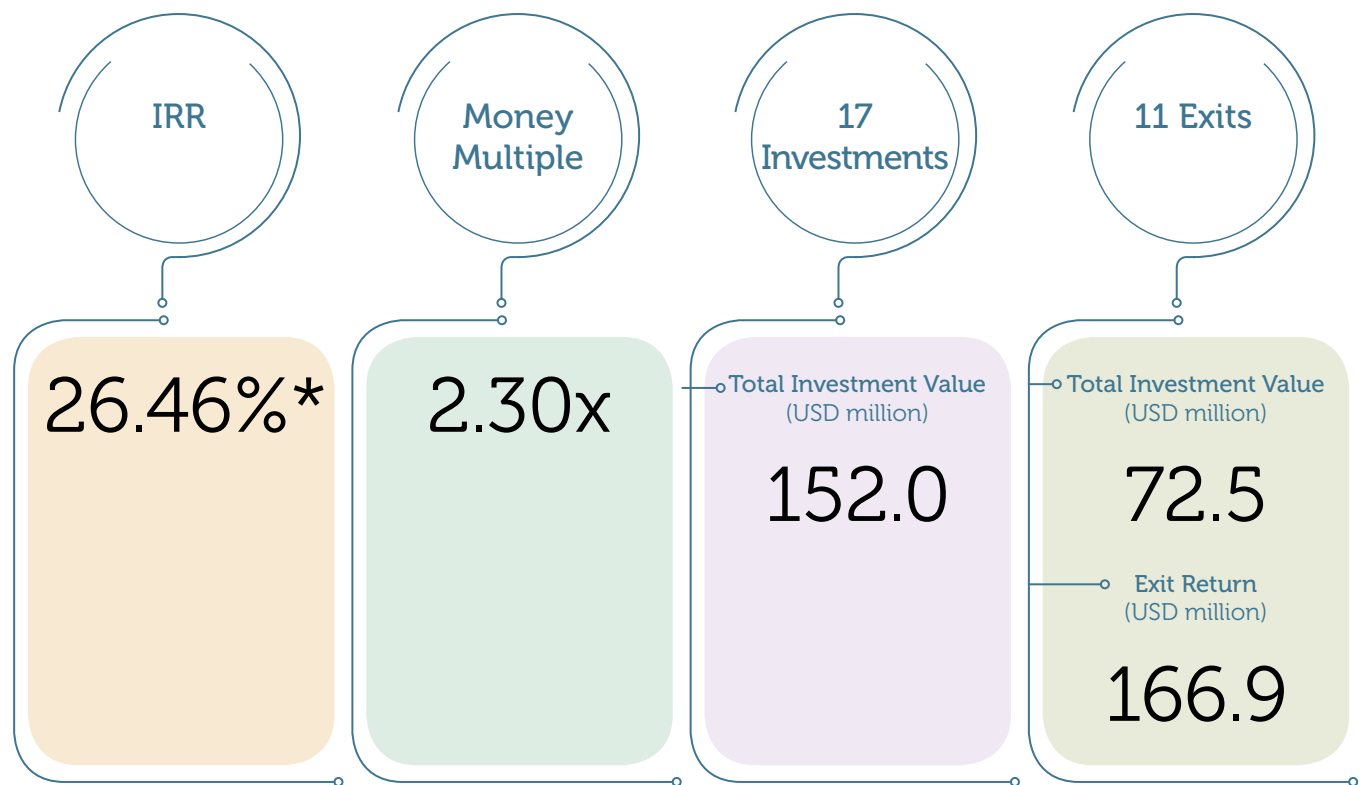 IRR
26.46%*
Money
Multiple
2.30x
17
Investments
Total Investment Value
(USD million)
152.0
11 Exits
Total Investment Value
(USD million)
72.5
Exit Return
(USD million)
166.9